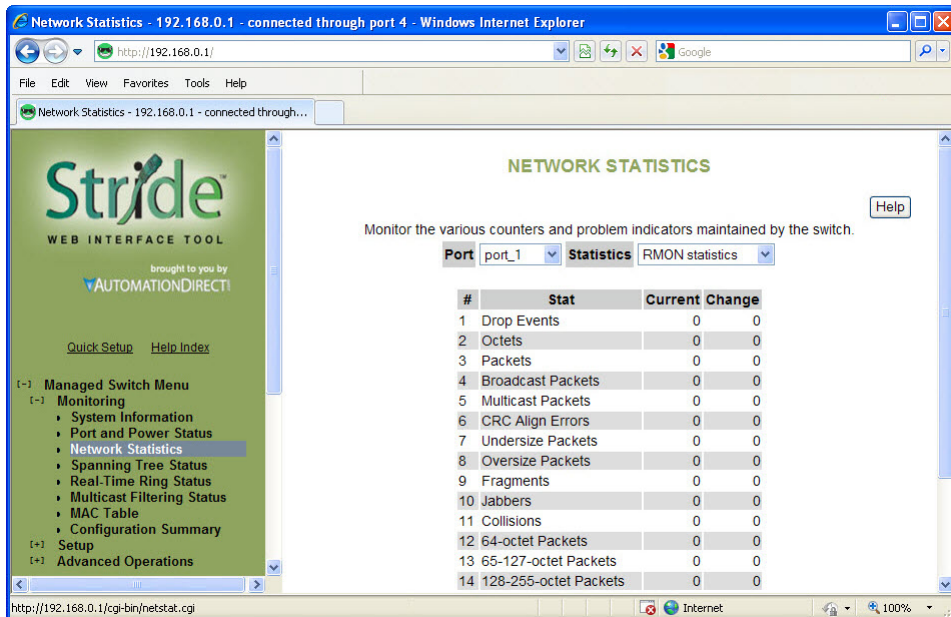 Network Statistics - 192.168.0.1 - connected through port 4 - Windows Internet Explorer
http://192.168.0.1/
Google
File Edit View Favorites Tools Help
Network Statistics - 192.168.0.1 - connected through...
Stride™
WEB INTERFACE TOOL
brought to you by
AUTOMATIONDIRECT
Quick Setup Help Index
[-] Managed Switch Menu
[-] Monitoring
System Information
Port and Power Status
Network Statistics
Spanning Tree Status
Real-Time Ring Status
Multicast Filtering Status
MAC Table
Configuration Summary
[+] Setup
[+] Advanced Operations
NETWORK STATISTICS
Help
Monitor the various counters and problem indicators maintained by the switch.
Port port_1 Statistics RMON statistics
# Stat Current Change
1 Drop Events 0 0
2 Octets 0 0
3 Packets 0 0
4 Broadcast Packets 0 0
5 Multicast Packets 0 0
6 CRC Align Errors 0 0
7 Undersize Packets 0 0
8 Oversize Packets 0 0
9 Fragments 0 0
10 Jabbers 0 0
11 Collisions 0 0
12 64-octet Packets 0 0
13 65-127-octet Packets 0 0
14 128-255-octet Packets 0 0
http://192.168.0.1/cgi-bin/netstat.cgi
Internet
100%